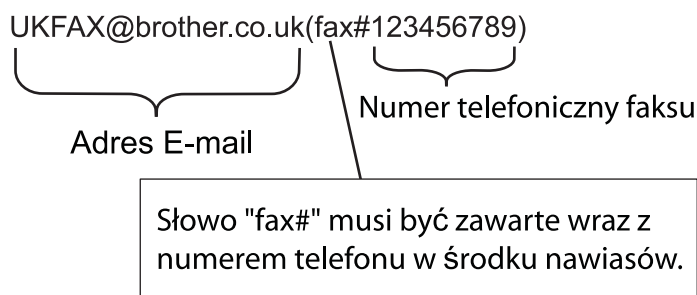 UKFAX@brother.co.uk(fax#123456789)
Numer telefoniczny faksu
Adres E-mail
Słowo "fax#" musi być zawarte wraz z
numerem telefonu w środku nawiasów.